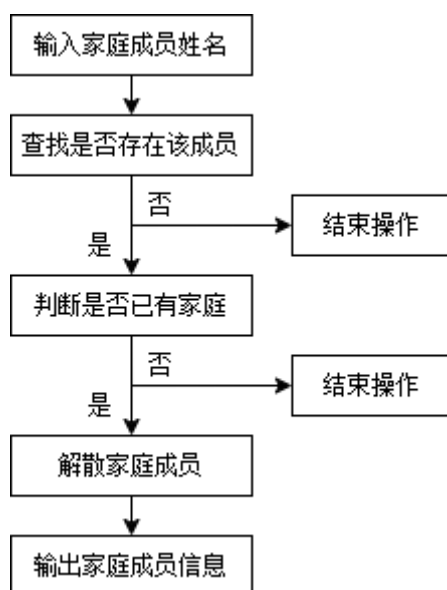 输入家庭成员姓名
查找是否存在该成员
否
结束操作
是
判断是否已有家庭
否
结束操作
是
解散家庭成员
输出家庭成员信息